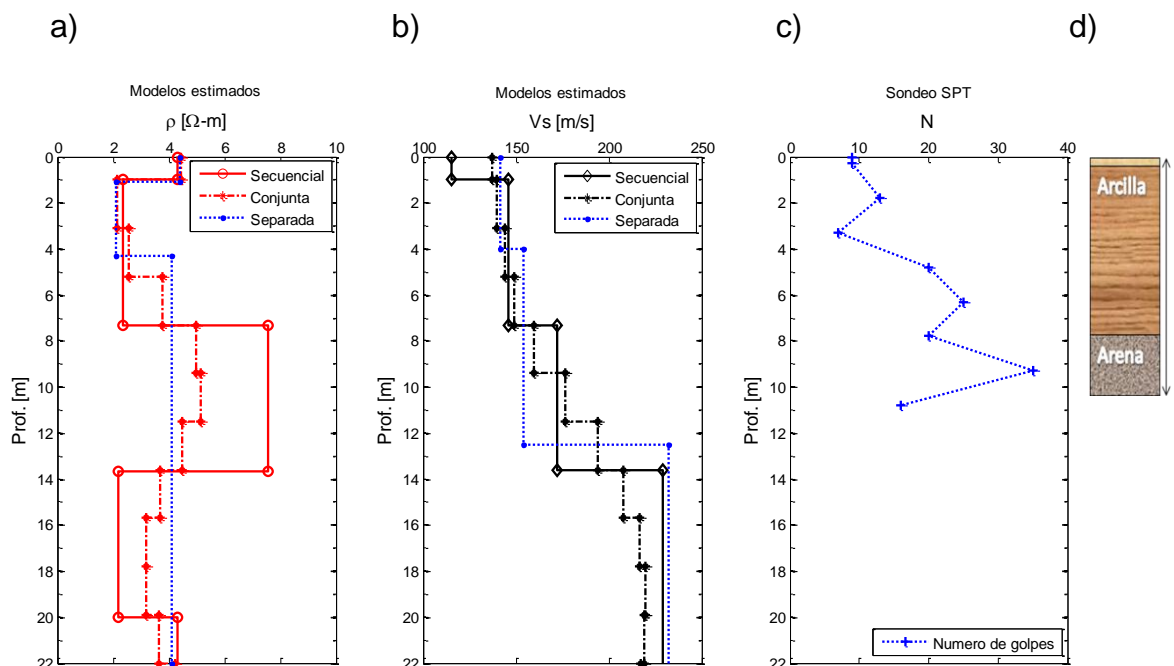 a)
b)
c)
d)
Modelos estimados
ρ [Ω-m]
0 2 4 6 8 10
0
2
4
6
8
10
12
14
16
18
20
22
Prof. [m]
Secuencial
Conjunta
Separada
Modelos estimados
Vs [m/s]
100 150 200 250
0
2
4
6
8
10
12
14
16
18
20
22
Prof. [m]
Secuencial
Conjunta
Separada
Sondeo SPT
N
0 10 20 30 40
0
2
4
6
8
10
12
14
16
18
20
22
Prof. [m]
Numero de golpes
Arcilla
Arena